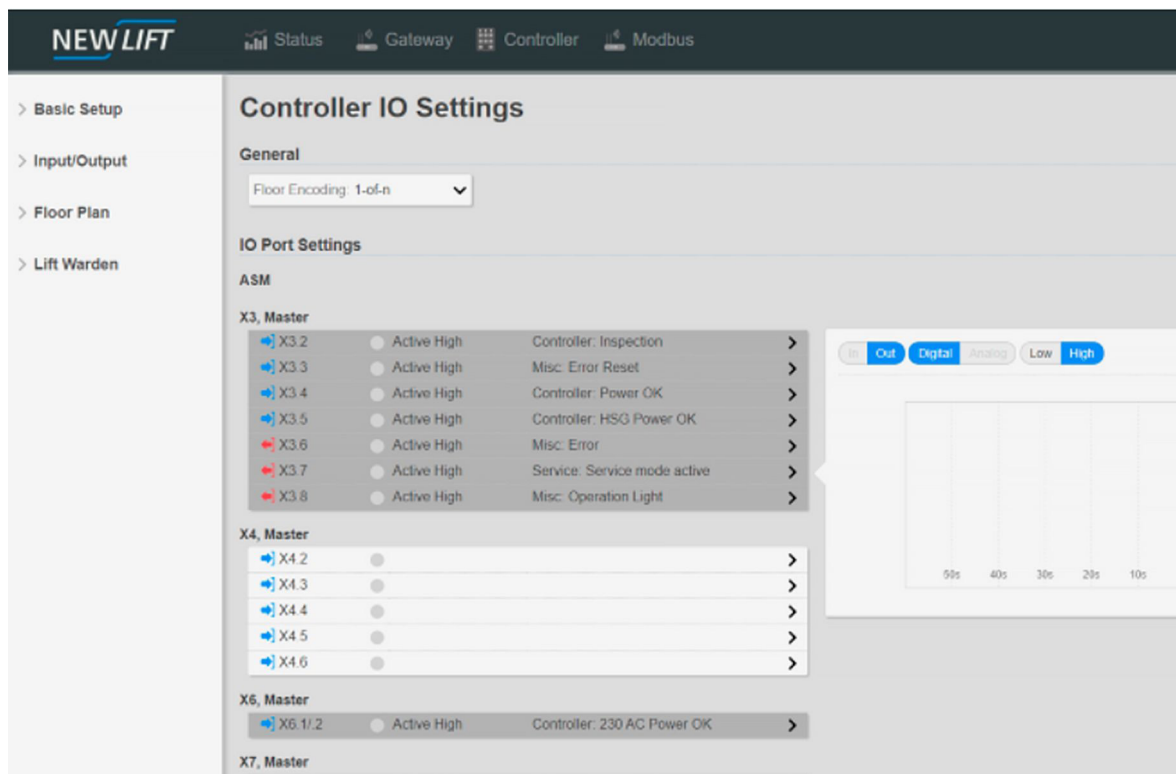 NEW LIFT
Status Gateway Controller Modbus
Basic Setup
Input/Output
Floor Plan
Lift Warden
Controller IO Settings
General
Floor Encoding: 1-of-n
IO Port Settings
ASM
X3, Master
X3.2 Active High Controller: Inspection
X3.3 Active High Misc: Error Reset
X3.4 Active High Controller: Power OK
X3.5 Active High Controller: HSG Power OK
X3.6 Active High Misc: Error
X3.7 Active High Service: Service mode active
X3.8 Active High Misc: Operation Light
In Out Digital Analog Low High
50s 40s 30s 20s 10s
X4, Master
X4.2
X4.3
X4.4
X4.5
X4.6
X6, Master
X6.1/.2 Active High Controller: 230 AC Power OK
X7, Master